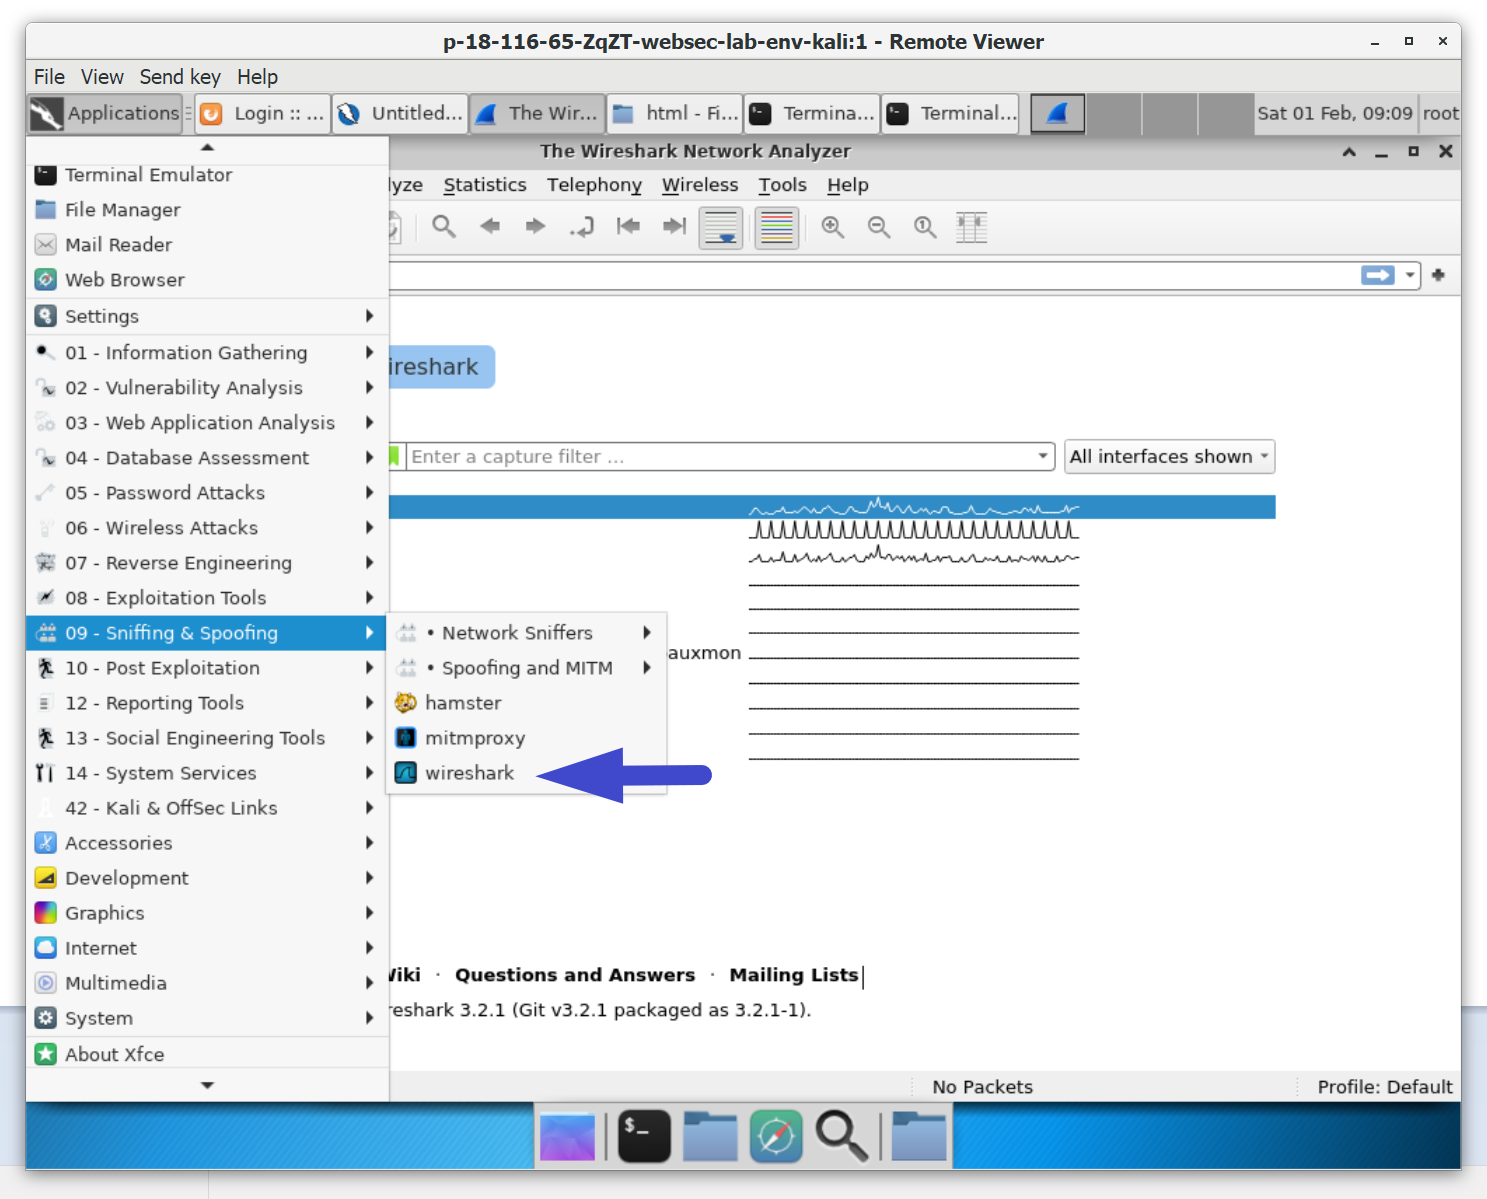 p-18-116-65-ZqZT-websec-lab-env-kali:1 - Remote Viewer
File View Send key Help
Applications Login :: ... Untitled... The Wir... html - Fi... Termina... Terminal... Sat 01 Feb, 09:09 root
The Wireshark Network Analyzer
lyze Statistics Telephony Wireless Tools Help
Terminal Emulator
File Manager
Mail Reader
Web Browser
Settings
01 - Information Gathering
02 - Vulnerability Analysis
03 - Web Application Analysis
04 - Database Assessment
05 - Password Attacks
06 - Wireless Attacks
07 - Reverse Engineering
08 - Exploitation Tools
09 - Sniffing & Spoofing
10 - Post Exploitation
12 - Reporting Tools
13 - Social Engineering Tools
14 - System Services
42 - Kali & OffSec Links
Accessories
Development
Graphics
Internet
Multimedia
System
About Xfce
• Network Sniffers
• Spoofing and MITM
hamster
mitmproxy
wireshark
ireshark
Enter a capture filter ... All interfaces shown
auxmon
Wiki · Questions and Answers · Mailing Lists
reshark 3.2.1 (Git v3.2.1 packaged as 3.2.1-1).
No Packets Profile: Default
$_